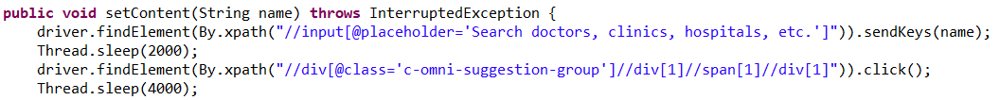 public void setContent(String name) throws InterruptedException {
driver.findElement(By.xpath("//input[@placeholder='Search doctors, clinics, hospitals, etc.']")).sendKeys(name);
Thread.sleep(2000);
driver.findElement(By.xpath("//div[@class='c-omni-suggestion-group']//div[1]//span[1]//div[1]")).click();
Thread.sleep(4000);